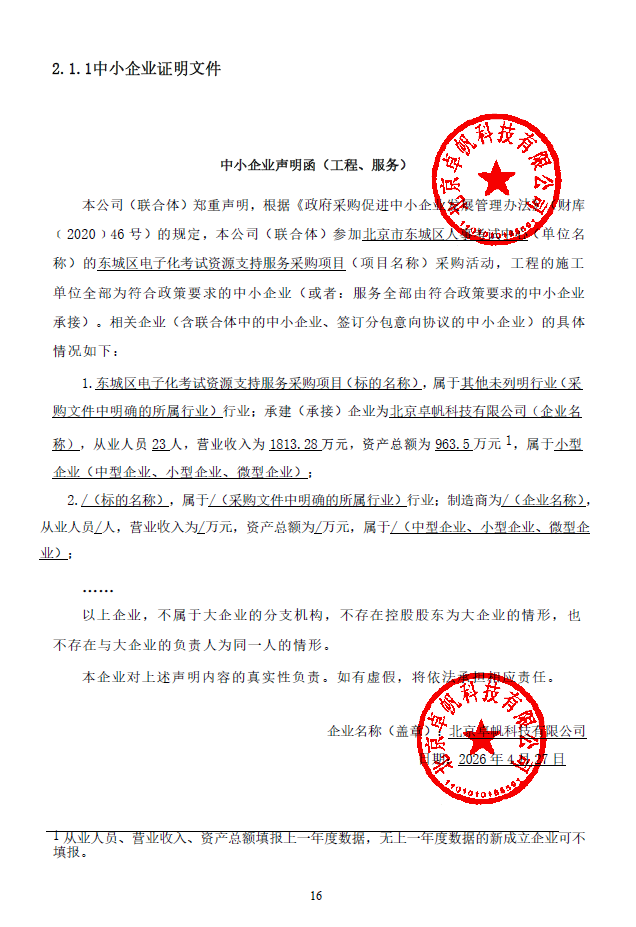 2.1.1中小企业证明文件
北京卓帆科技有限公司
中小企业声明函（工程、服务）
本公司（联合体）郑重声明，根据《政府采购促进中小企业发展管理办法》（财库
﹝2020﹞46号）的规定，本公司（联合体）参加北京市东城区人事考试中心（单位名
称）的东城区电子化考试资源支持服务采购项目（项目名称）采购活动，工程的施工
单位全部为符合政策要求的中小企业（或者：服务全部由符合政策要求的中小企业
承接）。相关企业（含联合体中的中小企业、签订分包意向协议的中小企业）的具体
情况如下：
1.东城区电子化考试资源支持服务采购项目（标的名称），属于其他未列明行业（采
购文件中明确的所属行业）行业；承建（承接）企业为北京卓帆科技有限公司（企业名
称），从业人员23人，营业收入为1813.28万元，资产总额为963.5万元1，属于小型
企业（中型企业、小型企业、微型企业）；
2./（标的名称），属于/（采购文件中明确的所属行业）行业；制造商为/（企业名称），
从业人员/人，营业收入为/万元，资产总额为/万元，属于/（中型企业、小型企业、微型企
业）；
……
以上企业，不属于大企业的分支机构，不存在控股股东为大企业的情形，也
不存在与大企业的负责人为同一人的情形。
本企业对上述声明内容的真实性负责。如有虚假，将依法承担相应责任。
企业名称（盖章）：北京卓帆科技有限公司
日期：2026年4月27日
北京卓帆科技有限公司
1 从业人员、营业收入、资产总额填报上一年度数据，无上一年度数据的新成立企业可不
填报。
16